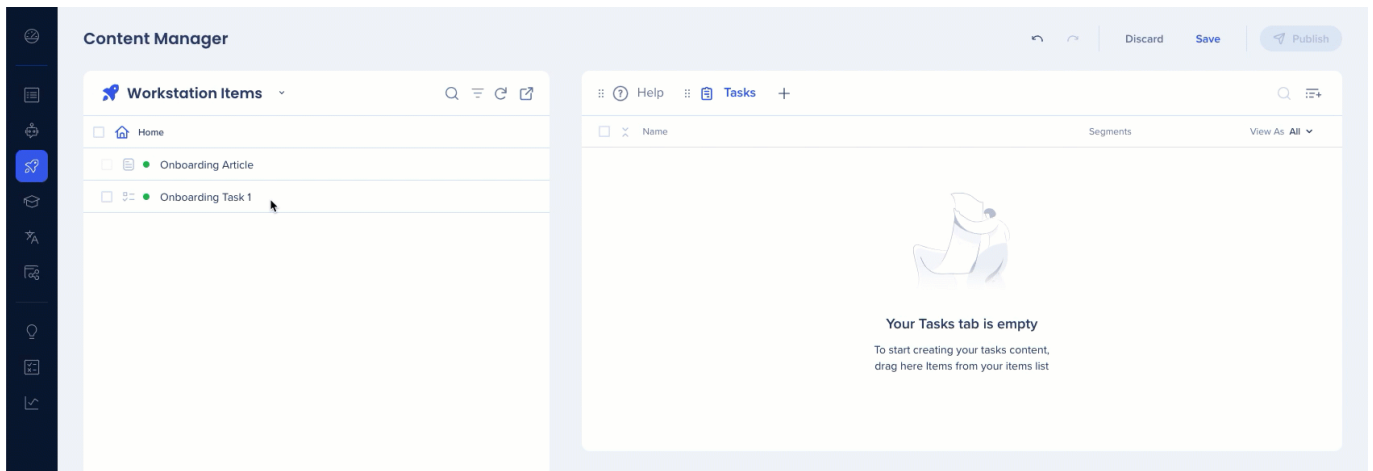 Content Manager
Discard Save Publish
Workstation Items
Help Tasks
Home
Name Segments View As All
Onboarding Article
Onboarding Task 1
Your Tasks tab is empty
To start creating your tasks content,
drag here Items from your items list